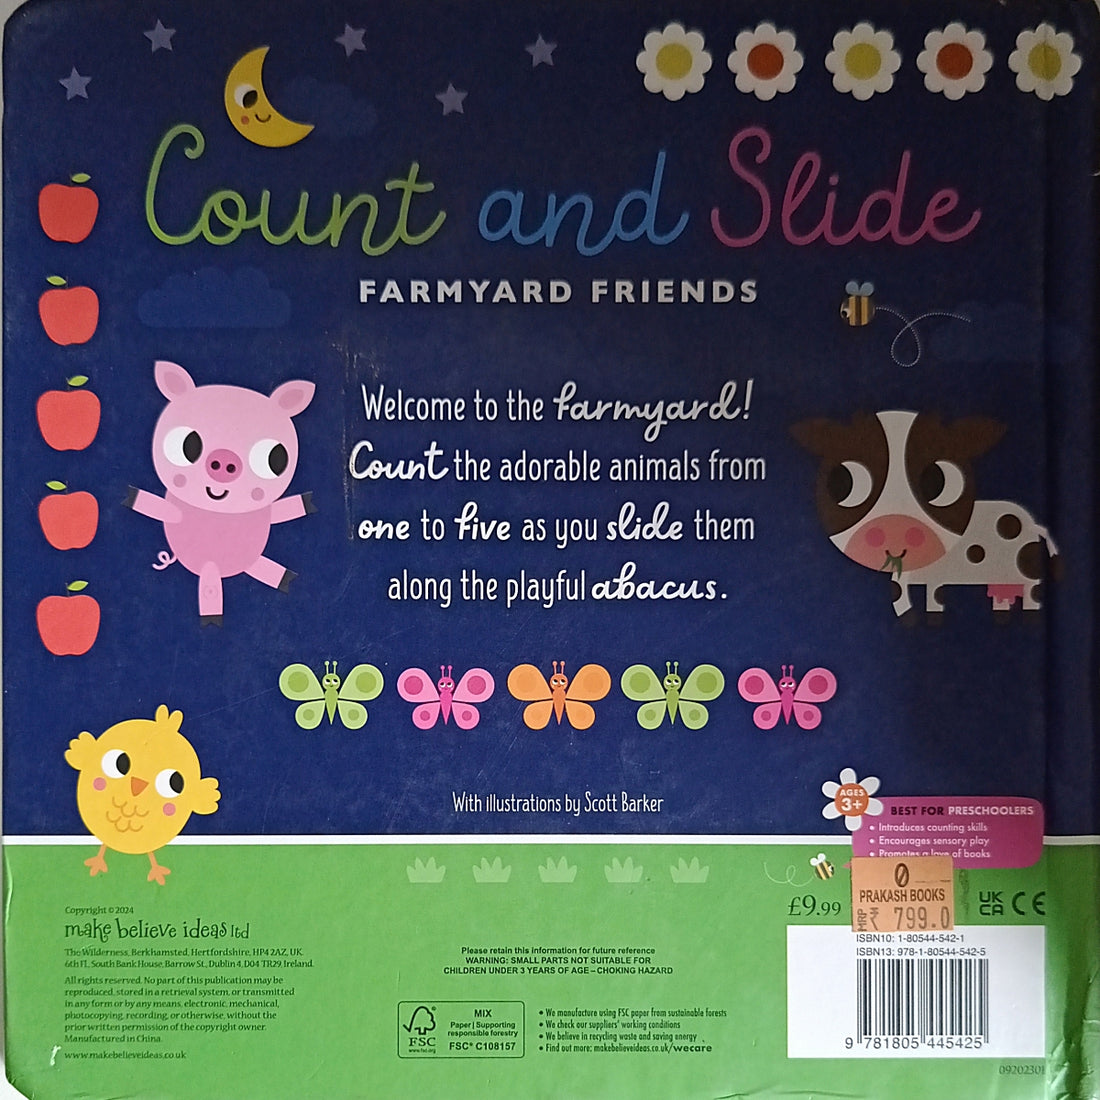 Count and Slide
FARMYARD FRIENDS
Welcome to the farmyard!
Count the adorable animals from
one to five as you slide them
along the playful abacus.
With illustrations by Scott Barker
AGES
3+
BEST FOR PRESCHOOLERS
• Introduces counting skills
• Encourages sensory play
• Promotes a love of books
£9.99
0
PRAKASH BOOKS
MRP ₹ 799.0
UK
CA CE
ISBN10: 1-80544-542-1
ISBN13: 978-1-80544-542-5
9 781805 445425
0920230
Copyright © 2024
make believe ideas ltd
The Wilderness, Berkhamsted, Hertfordshire, HP4 2AZ, UK.
6th Fl., South Bank House, Barrow St., Dublin 4, D04 TR29, Ireland.
All rights reserved. No part of this publication may be
reproduced, stored in a retrieval system, or transmitted
in any form or by any means, electronic, mechanical,
photocopying, recording, or otherwise, without the
prior written permission of the copyright owner.
Manufactured in China.
www.makebelieveideas.co.uk
Please retain this information for future reference
WARNING: SMALL PARTS NOT SUITABLE FOR
CHILDREN UNDER 3 YEARS OF AGE – CHOKING HAZARD
FSC
www.fsc.org
MIX
Paper | Supporting
responsible forestry
FSC® C108157
• We manufacture using FSC paper from sustainable forests
• We check our suppliers' working conditions
• We believe in recycling waste and saving energy
• Find out more: makebelieveideas.co.uk/wecare